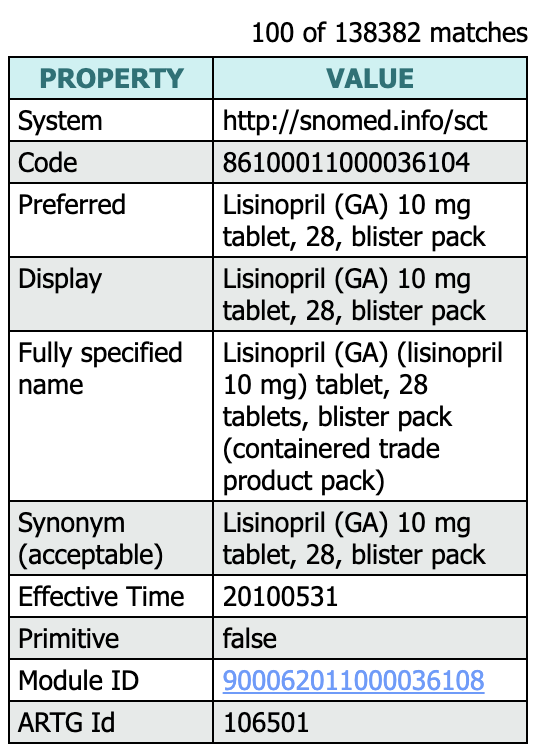 100 of 138382 matches
PROPERTY VALUE
System http://snomed.info/sct
Code 86100011000036104
Preferred Lisinopril (GA) 10 mg
tablet, 28, blister pack
Display Lisinopril (GA) 10 mg
tablet, 28, blister pack
Fully specified Lisinopril (GA) (lisinopril
name 10 mg) tablet, 28
tablets, blister pack
(containered trade
product pack)
Synonym Lisinopril (GA) 10 mg
(acceptable) tablet, 28, blister pack
Effective Time 20100531
Primitive false
Module ID 900062011000036108
ARTG Id 106501